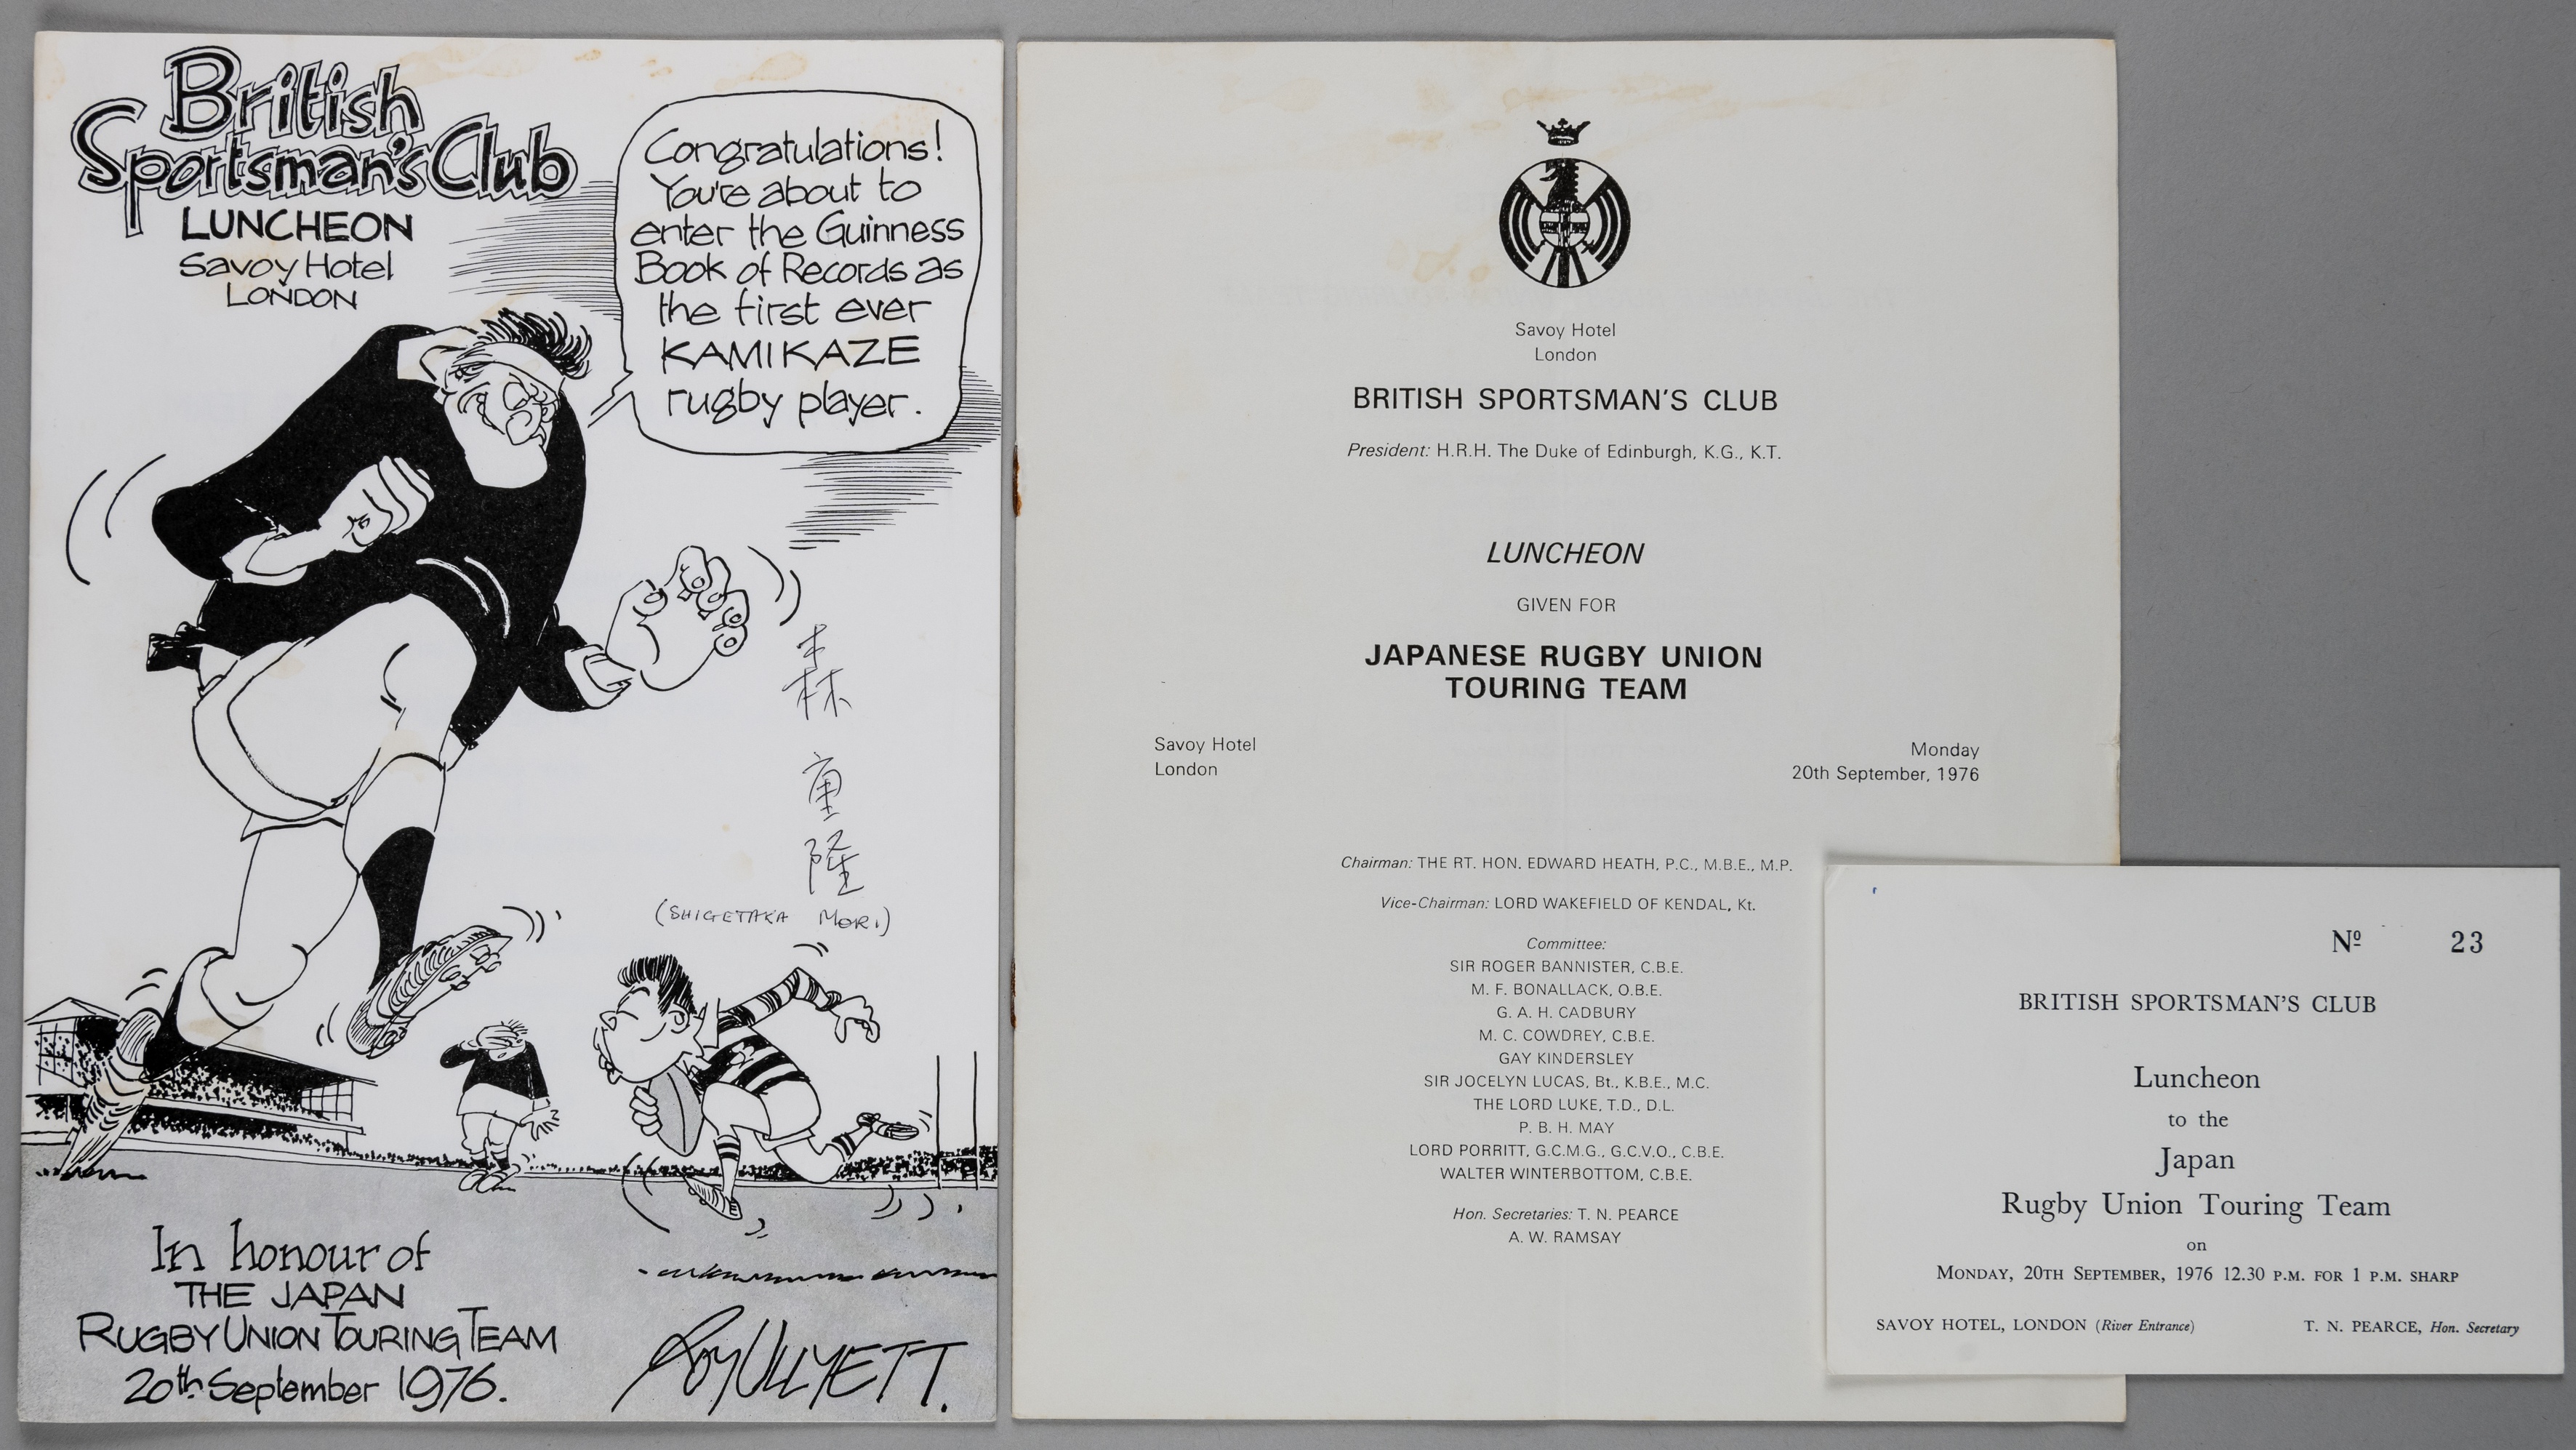 British
Sportsman's Club
LUNCHEON
Savoy Hotel
LONDON
Congratulations!
You're about to
enter the Guinness
Book of Records as
the first ever
KAMIKAZE
rugby player.
森
重
隆
(SHIGETAKA MORI)
In honour of
THE JAPAN
RUGBY UNION TOURING TEAM
20th September 1976.
Roy ULLYETT.
Savoy Hotel
London
BRITISH SPORTSMAN'S CLUB
President: H.R.H. The Duke of Edinburgh, K.G., K.T.
LUNCHEON
GIVEN FOR
JAPANESE RUGBY UNION
TOURING TEAM
Savoy Hotel
London
Monday
20th September, 1976
Chairman: THE RT. HON. EDWARD HEATH, P.C., M.B.E., M.P.
Vice-Chairman: LORD WAKEFIELD OF KENDAL, Kt.
Committee:
SIR ROGER BANNISTER, C.B.E.
M. F. BONALLACK, O.B.E.
G. A. H. CADBURY
M. C. COWDREY, C.B.E.
GAY KINDERSLEY
SIR JOCELYN LUCAS, Bt., K.B.E., M.C.
THE LORD LUKE, T.D., D.L.
P. B. H. MAY
LORD PORRITT, G.C.M.G., G.C.V.O., C.B.E.
WALTER WINTERBOTTOM, C.B.E.
Hon. Secretaries: T. N. PEARCE
A. W. RAMSAY
Nº 23
BRITISH SPORTSMAN'S CLUB
Luncheon
to the
Japan
Rugby Union Touring Team
on
MONDAY, 20TH SEPTEMBER, 1976 12.30 P.M. FOR 1 P.M. SHARP
SAVOY HOTEL, LONDON (River Entrance) T. N. PEARCE, Hon. Secretary